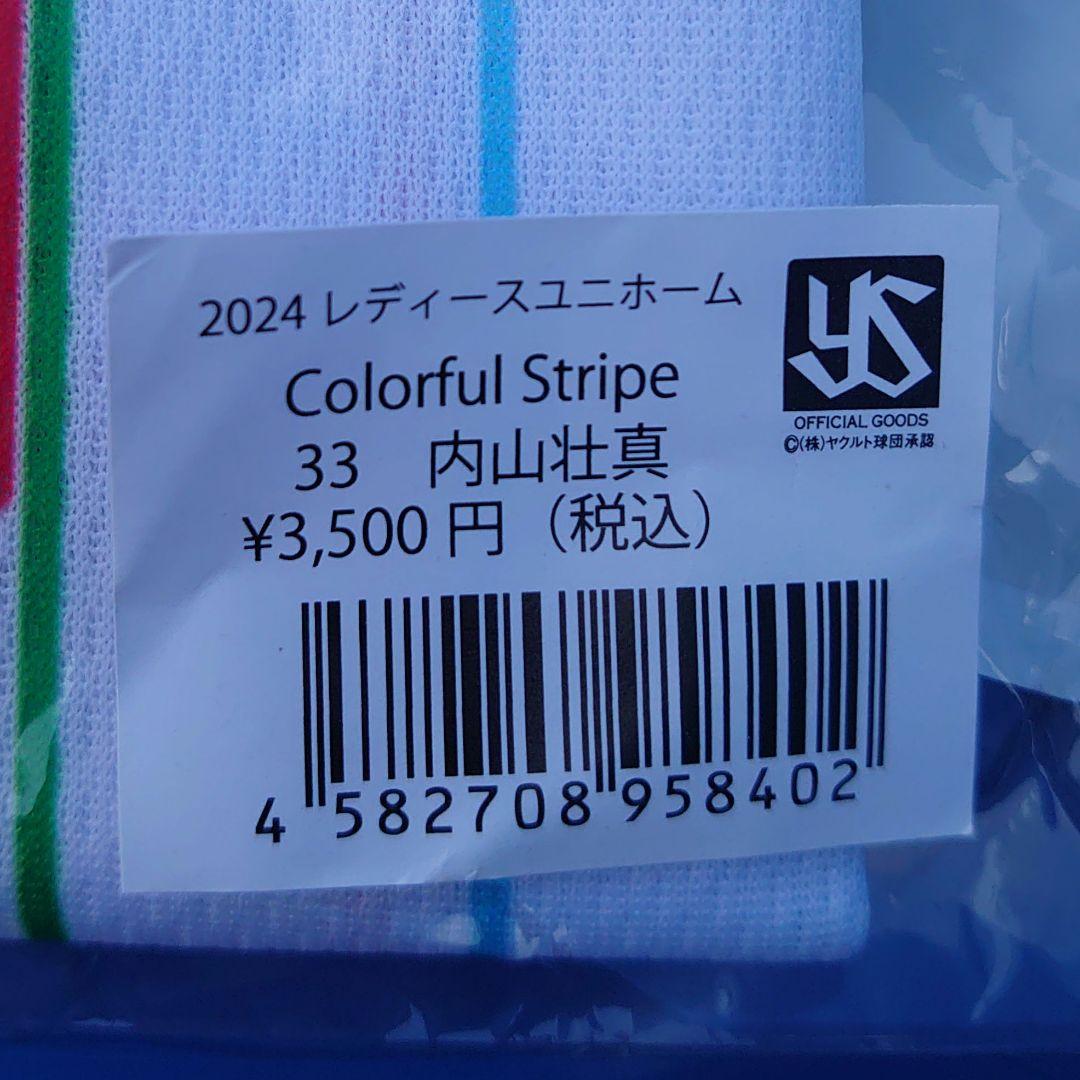 2024 レディースユニホーム
Colorful Stripe
33　内山壮真
¥3,500 円（税込）
YS
OFFICIAL GOODS
©(株)ヤクルト球団承認
4 582708 958402